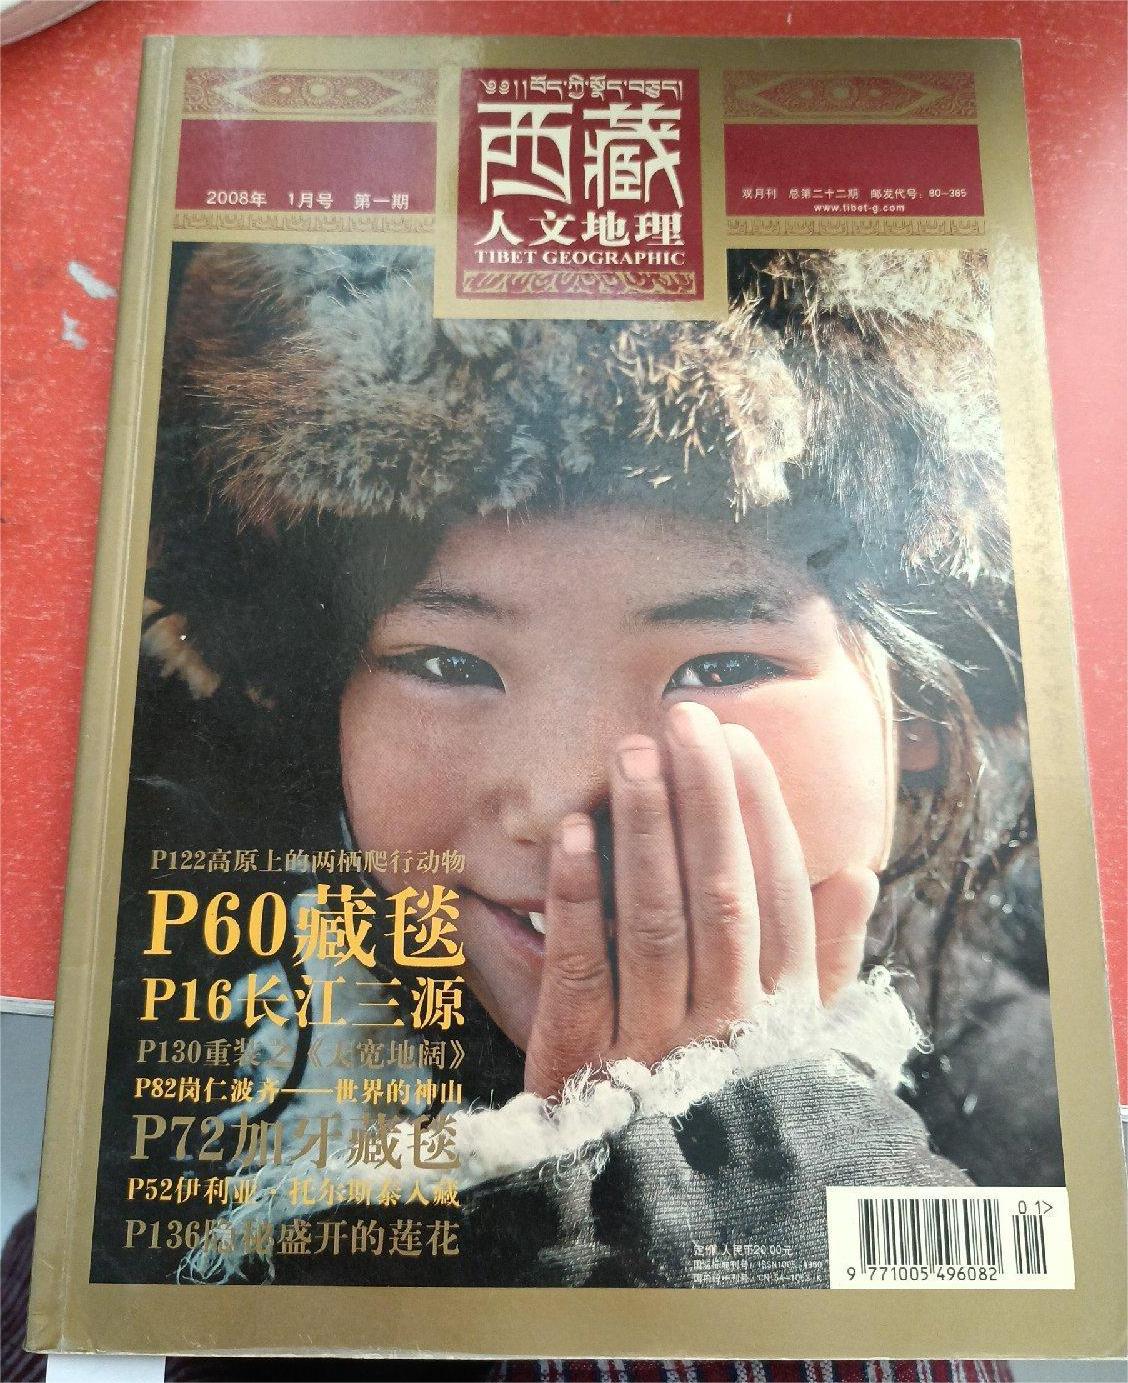 ༄༅།།བོད་ཀྱི་སྣོད་བཅུད།
西藏
人文地理
TIBET GEOGRAPHIC
2008年 1月号 第一期
双月刊 总第二十二期 邮发代号：80-365
www.tibet-g.com
P122高原上的两栖爬行动物
P60藏毯
P16长江三源
P130重装之《天宽地阔》
P82岗仁波齐——世界的神山
P72加牙藏毯
P52伊利亚·托尔斯泰入藏
P136隐秘盛开的莲花
定价 人民币20.00元
01>
9 771005 496082